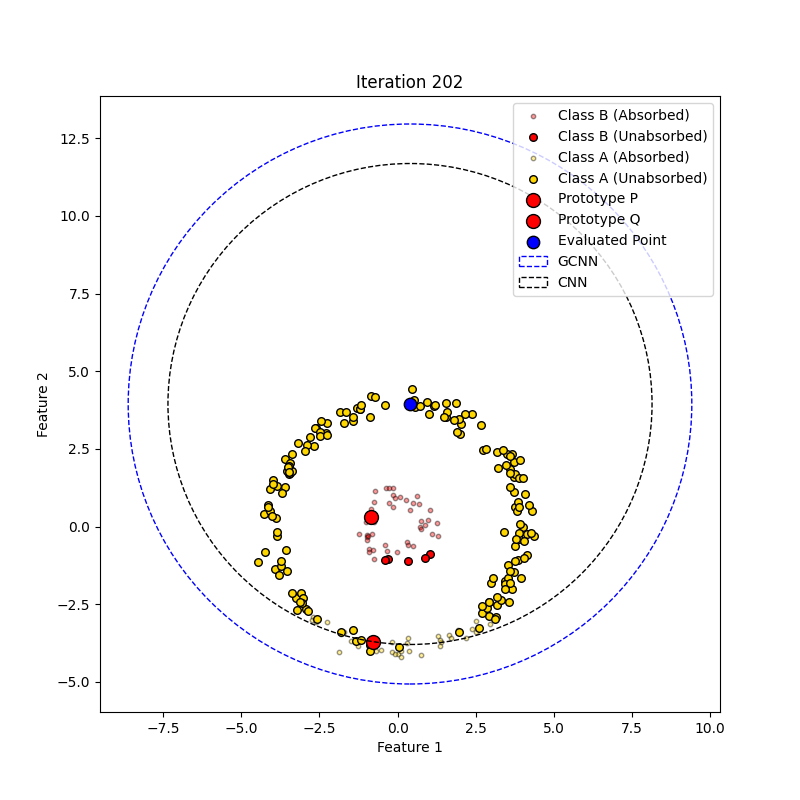 Iteration 202
Class B (Absorbed)
Class B (Unabsorbed)
Class A (Absorbed)
Class A (Unabsorbed)
Prototype P
Prototype Q
Evaluated Point
GCNN
CNN
12.5
10.0
7.5
5.0
2.5
0.0
−2.5
−5.0
Feature 2
−7.5 −5.0 −2.5 0.0 2.5 5.0 7.5 10.0
Feature 1